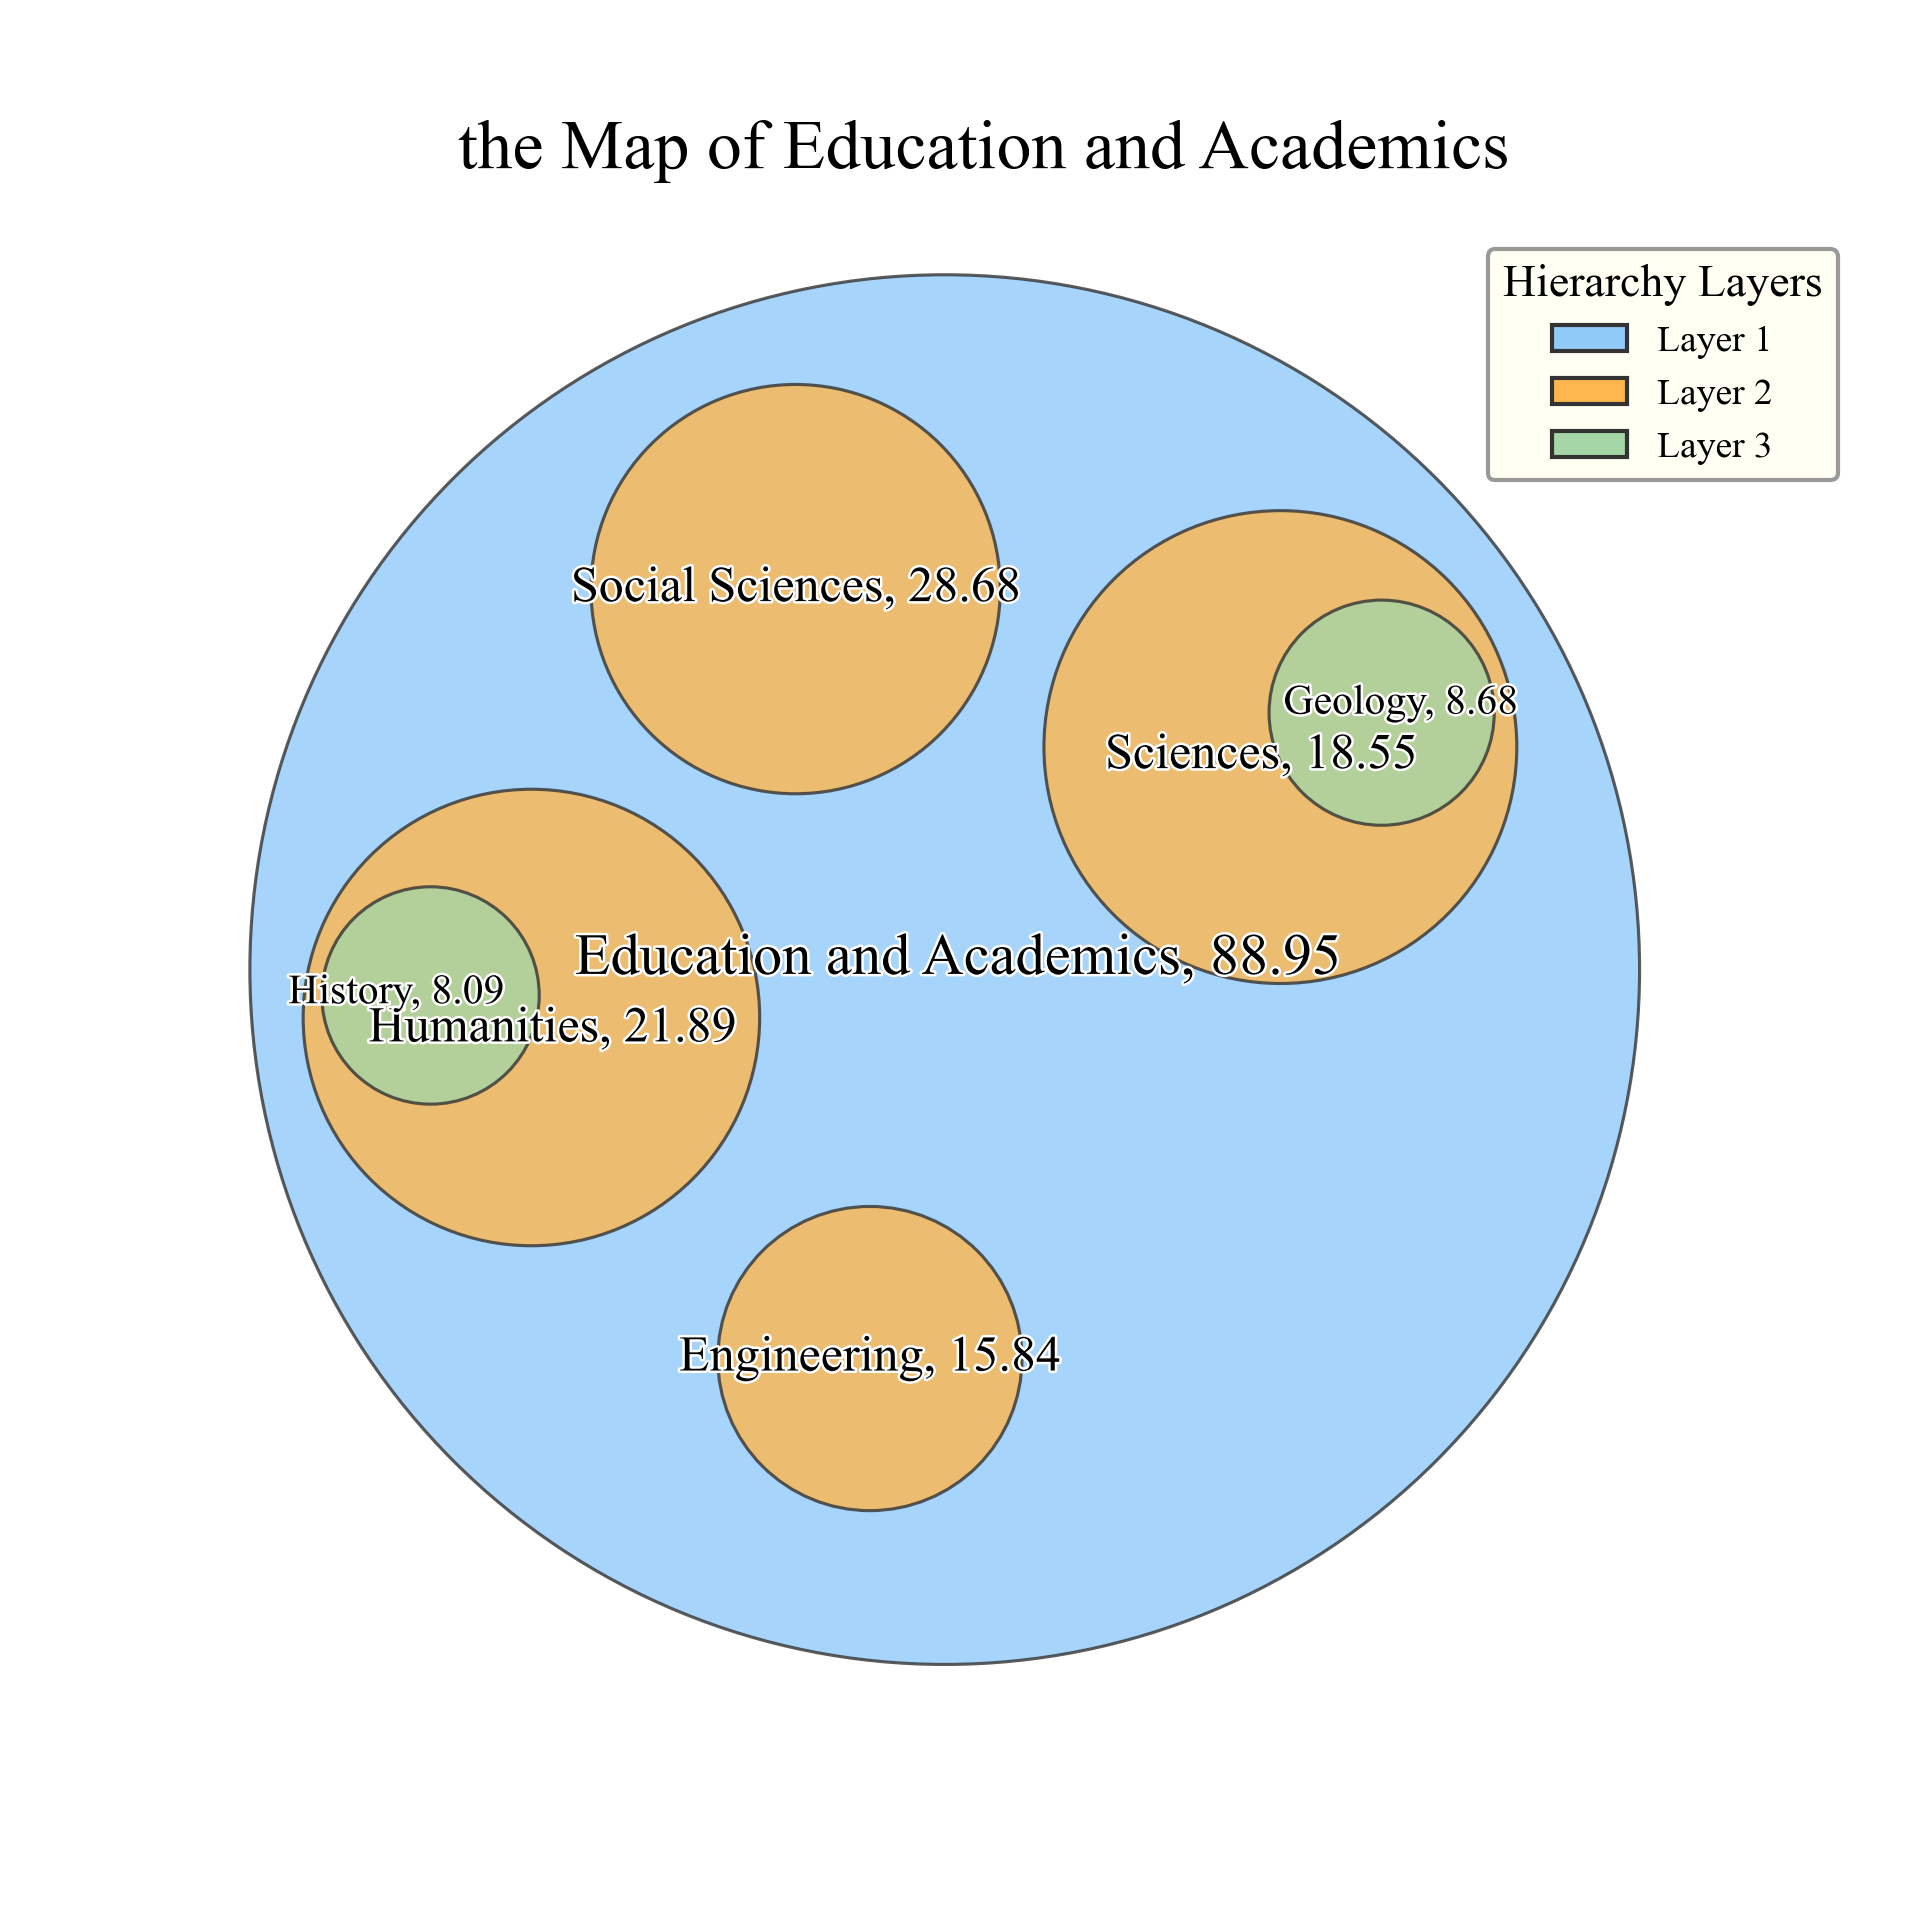 the Map of Education and Academics
Hierarchy Layers
Layer 1
Layer 2
Layer 3
Social Sciences, 28.68
Geology, 8.68
Sciences, 18.55
Education and Academics, 88.95
History, 8.09
Humanities, 21.89
Engineering, 15.84